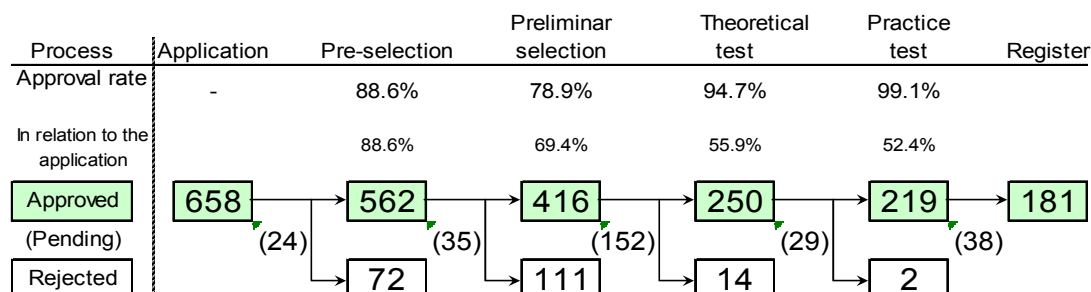 Process Application Pre-selection Preliminar selection Theoretical test Practice test Register
Approval rate - 88.6% 78.9% 94.7% 99.1%
In relation to the application 88.6% 69.4% 55.9% 52.4%
Approved 658 562 416 250 219 181
(Pending) (24) (35) (152) (29) (38)
Rejected 72 111 14 2